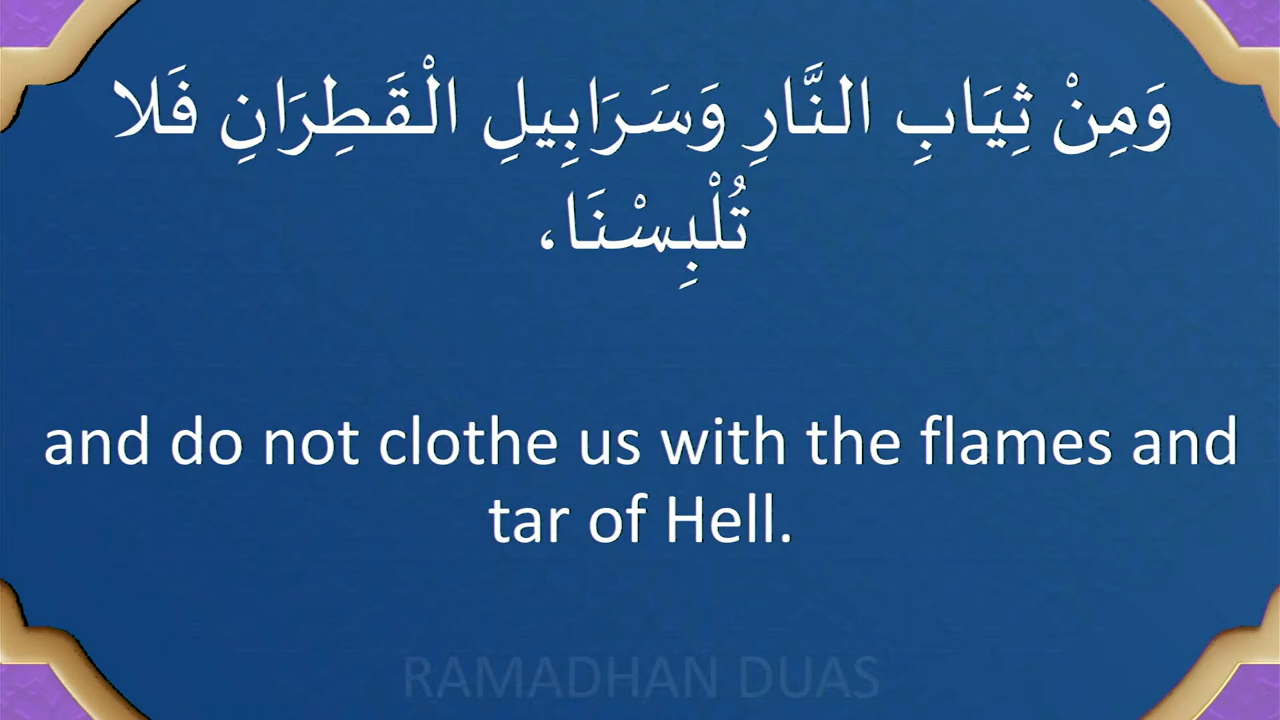 وَمِنْ ثِيَابِ النَّارِ وَسَرَابِيلِ الْقَطِرَانِ فَلا
تُلْبِسْنَا،
and do not clothe us with the flames and
tar of Hell.
RAMADHAN DUAS